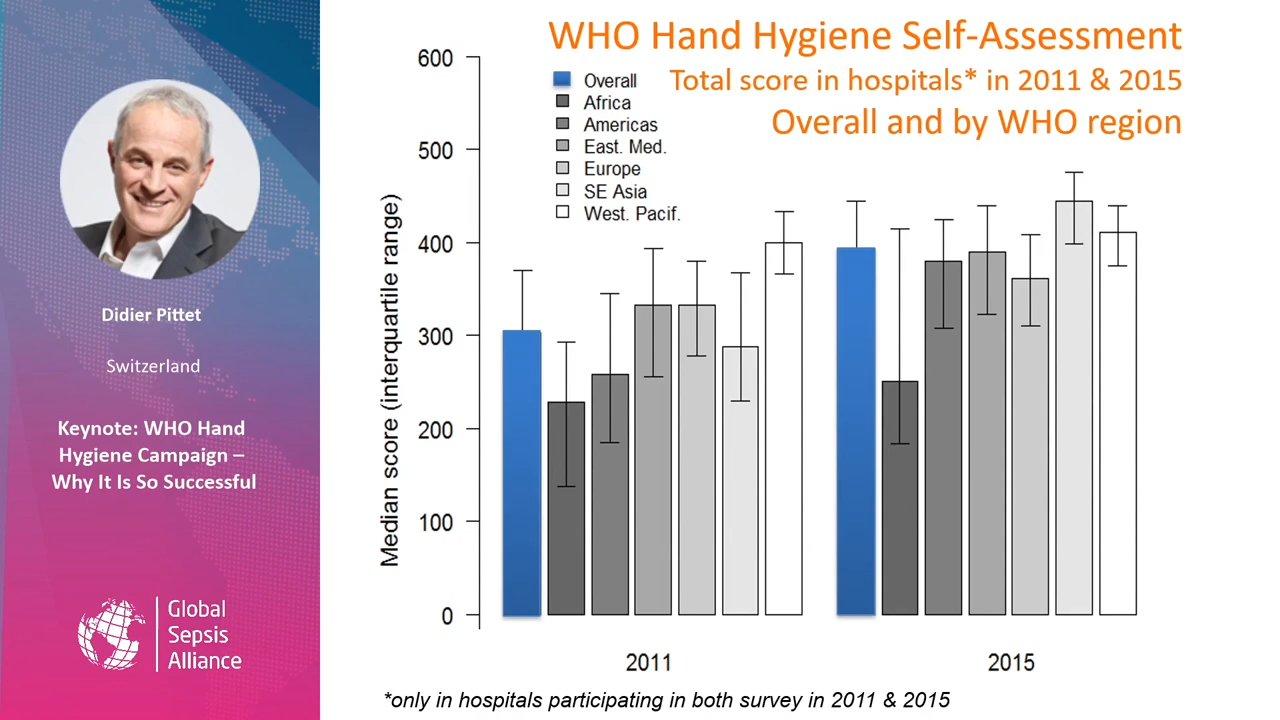 Didier Pittet
Switzerland
Keynote: WHO Hand
Hygiene Campaign –
Why It Is So Successful
Global
Sepsis
Alliance
WHO Hand Hygiene Self-Assessment
Total score in hospitals* in 2011 & 2015
Overall and by WHO region
Overall
Africa
Americas
East. Med.
Europe
SE Asia
West. Pacif.
Median score (interquartile range)
600
500
400
300
200
100
0
2011
2015
*only in hospitals participating in both survey in 2011 & 2015